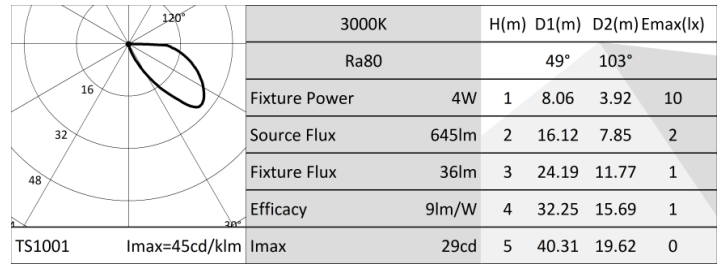 120°
16
32
48
30°
TS1001 Imax=45cd/klm
3000K H(m) D1(m) D2(m) Emax(lx)
Ra80 49° 103°
Fixture Power 4W 1 8.06 3.92 10
Source Flux 645lm 2 16.12 7.85 2
Fixture Flux 36lm 3 24.19 11.77 1
Efficacy 9lm/W 4 32.25 15.69 1
Imax 29cd 5 40.31 19.62 0